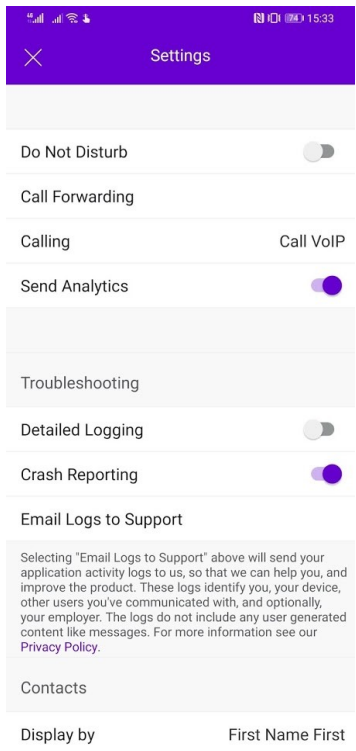 4G 74 15:33
Settings
Do Not Disturb
Call Forwarding
Calling Call VoIP
Send Analytics
Troubleshooting
Detailed Logging
Crash Reporting
Email Logs to Support
Selecting "Email Logs to Support" above will send your
application activity logs to us, so that we can help you, and
improve the product. These logs identify you, your device,
other users you've communicated with, and optionally,
your employer. The logs do not include any user generated
content like messages. For more information see our
Privacy Policy.
Contacts
Display by First Name First